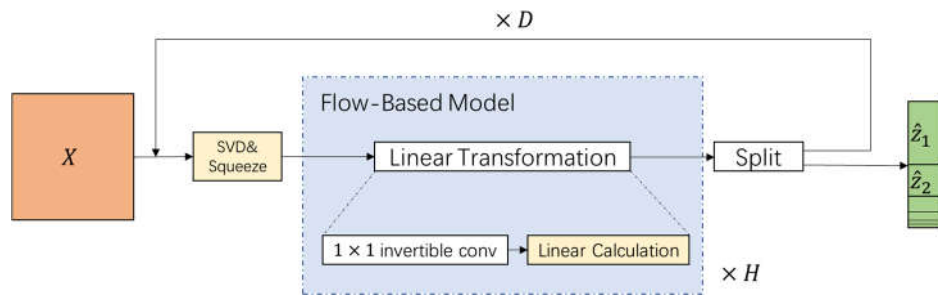 × D
Flow-Based Model
X
SVD&
Squeeze
Linear Transformation
Split
ẑ₁
ẑ₂
1 × 1 invertible conv
Linear Calculation
× H